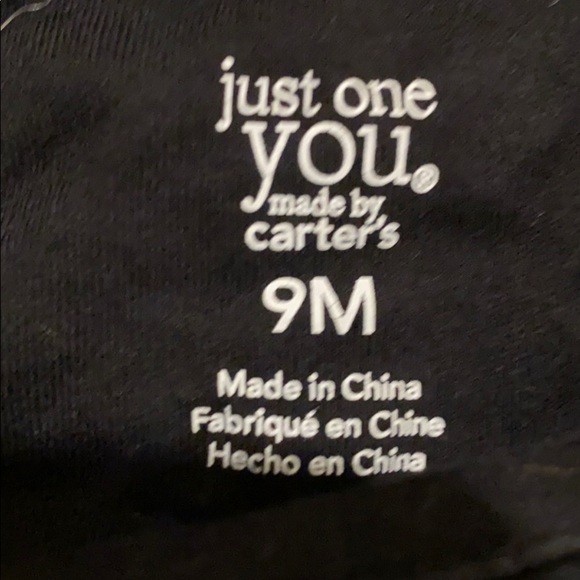 just one
you®
made by
carter's
9M
Made in China
Fabriqué en Chine
Hecho en China